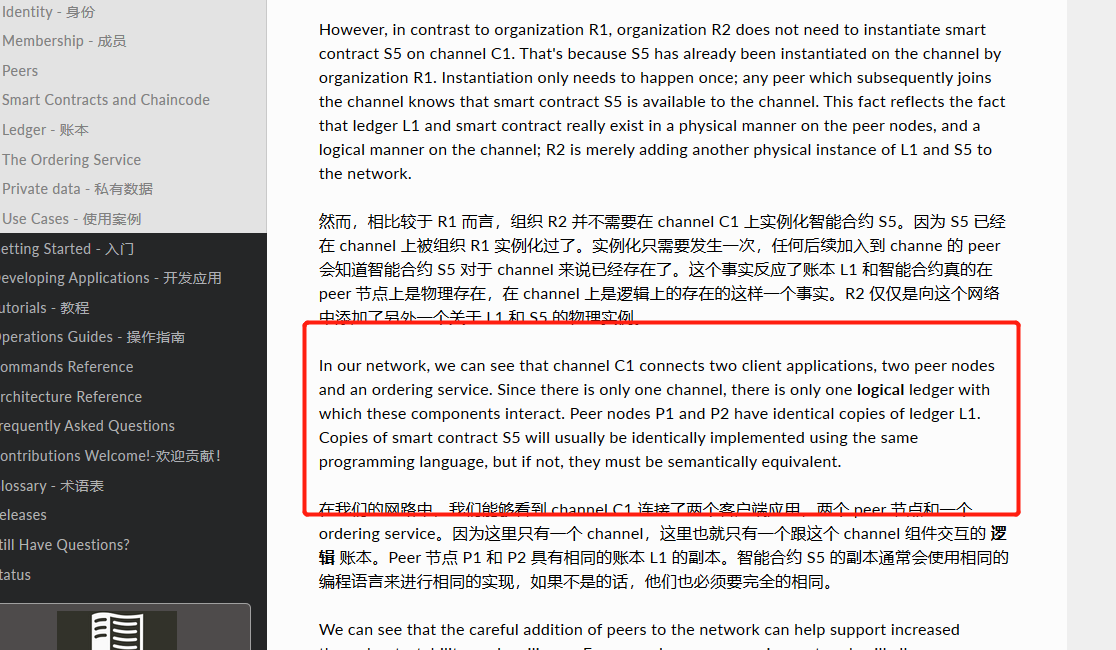 Identity - 身份
Membership - 成员
Peers
Smart Contracts and Chaincode
Ledger - 账本
The Ordering Service
Private data - 私有数据
Use Cases - 使用案例
etting Started - 入门
eveloping Applications - 开发应用
utorials - 教程
perations Guides - 操作指南
ommands Reference
rchitecture Reference
requently Asked Questions
ontributions Welcome!-欢迎贡献！
lossary - 术语表
eleases
till Have Questions?
tatus
However, in contrast to organization R1, organization R2 does not need to instantiate smart
contract S5 on channel C1. That's because S5 has already been instantiated on the channel by
organization R1. Instantiation only needs to happen once; any peer which subsequently joins
the channel knows that smart contract S5 is available to the channel. This fact reflects the fact
that ledger L1 and smart contract really exist in a physical manner on the peer nodes, and a
logical manner on the channel; R2 is merely adding another physical instance of L1 and S5 to
the network.
然而，相比较于 R1 而言，组织 R2 并不需要在 channel C1 上实例化智能合约 S5。因为 S5 已经
在 channel 上被组织 R1 实例化过了。实例化只需要发生一次，任何后续加入到 channe 的 peer
会知道智能合约 S5 对于 channel 来说已经存在了。这个事实反应了账本 L1 和智能合约真的在
peer 节点上是物理存在，在 channel 上是逻辑上的存在的这样一个事实。R2 仅仅是向这个网络
中添加了另外一个关于 L1 和 S5 的物理实例。
In our network, we can see that channel C1 connects two client applications, two peer nodes
and an ordering service. Since there is only one channel, there is only one logical ledger with
which these components interact. Peer nodes P1 and P2 have identical copies of ledger L1.
Copies of smart contract S5 will usually be identically implemented using the same
programming language, but if not, they must be semantically equivalent.
在我们的网路中，我们能够看到 channel C1 连接了两个客户端应用，两个 peer 节点和一个
ordering service。因为这里只有一个 channel，这里也就只有一个跟这个 channel 组件交互的 逻
辑 账本。Peer 节点 P1 和 P2 具有相同的账本 L1 的副本。智能合约 S5 的副本通常会使用相同的
编程语言来进行相同的实现，如果不是的话，他们也必须要完全的相同。
We can see that the careful addition of peers to the network can help support increased